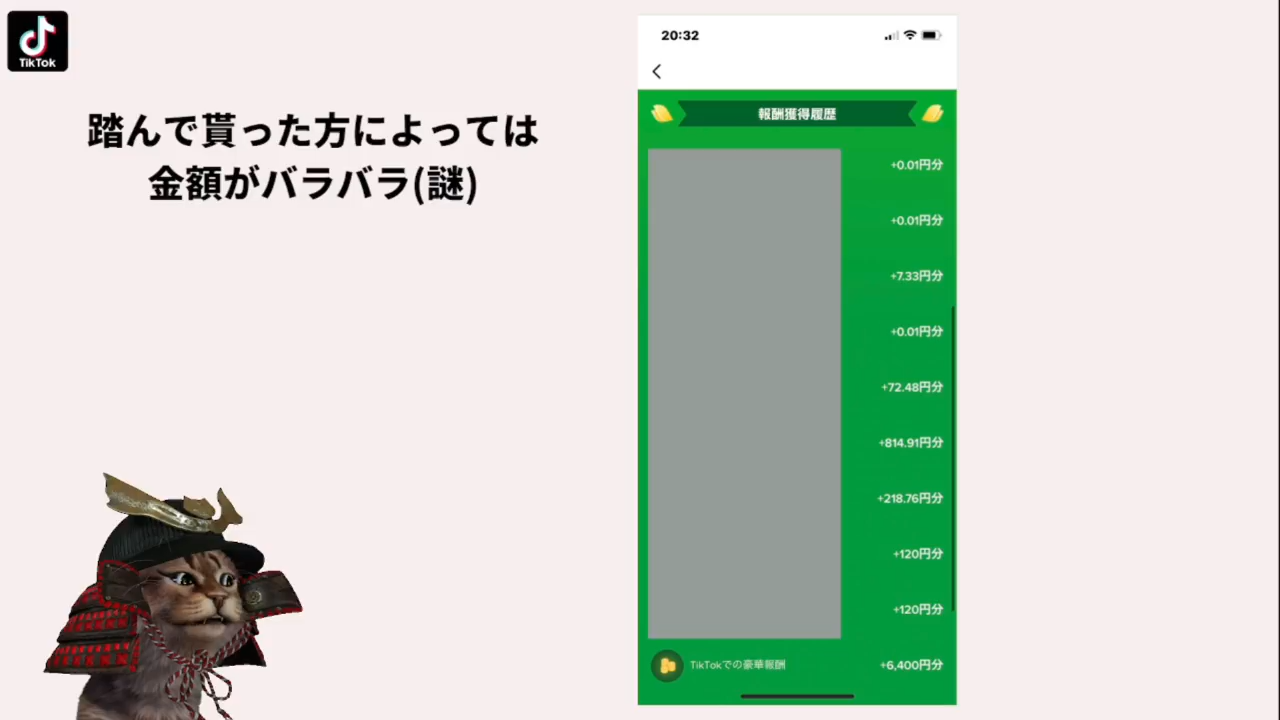 TikTok
踏んで貰った方によっては
金額がバラバラ(謎)
20:32
報酬獲得履歴
+0.01円分
+0.01円分
+7.33円分
+0.01円分
+72.48円分
+814.91円分
+218.76円分
+120円分
+120円分
TikTokでの豪華報酬
+6,400円分